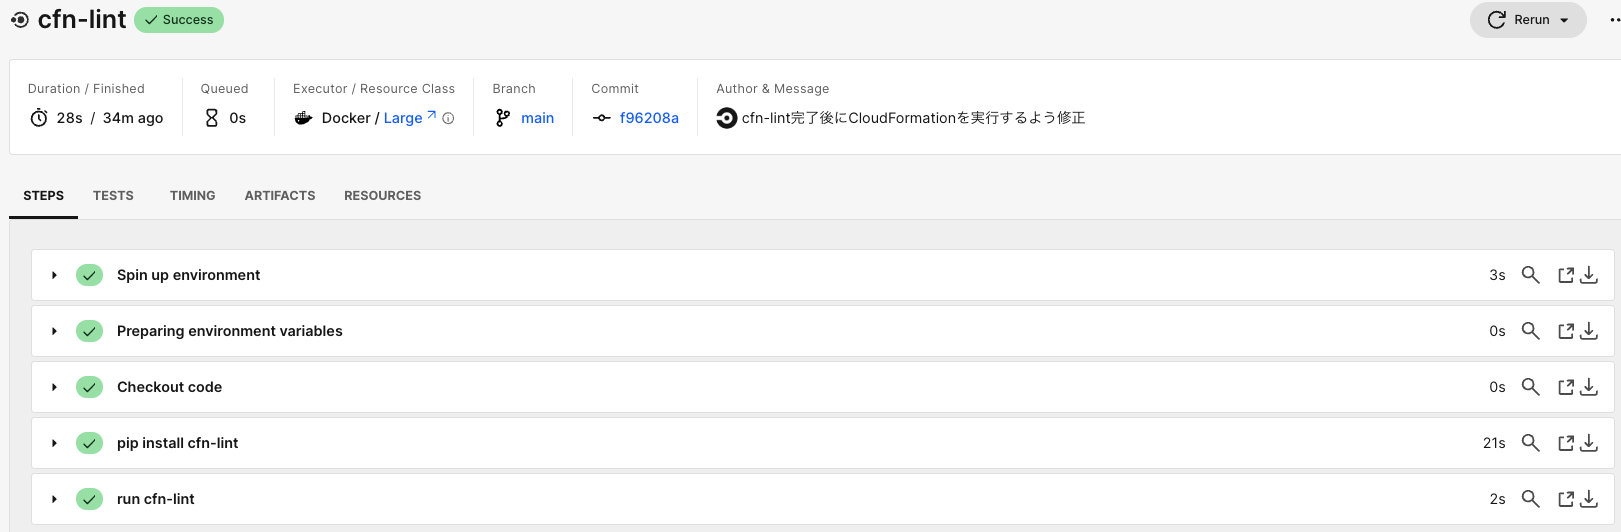 cfn-lint Success Rerun
Duration / Finished Queued Executor / Resource Class Branch Commit Author & Message
28s / 34m ago 0s Docker / Large main f96208a cfn-lint完了後にCloudFormationを実行するよう修正
STEPS TESTS TIMING ARTIFACTS RESOURCES
Spin up environment 3s
Preparing environment variables 0s
Checkout code 0s
pip install cfn-lint 21s
run cfn-lint 2s